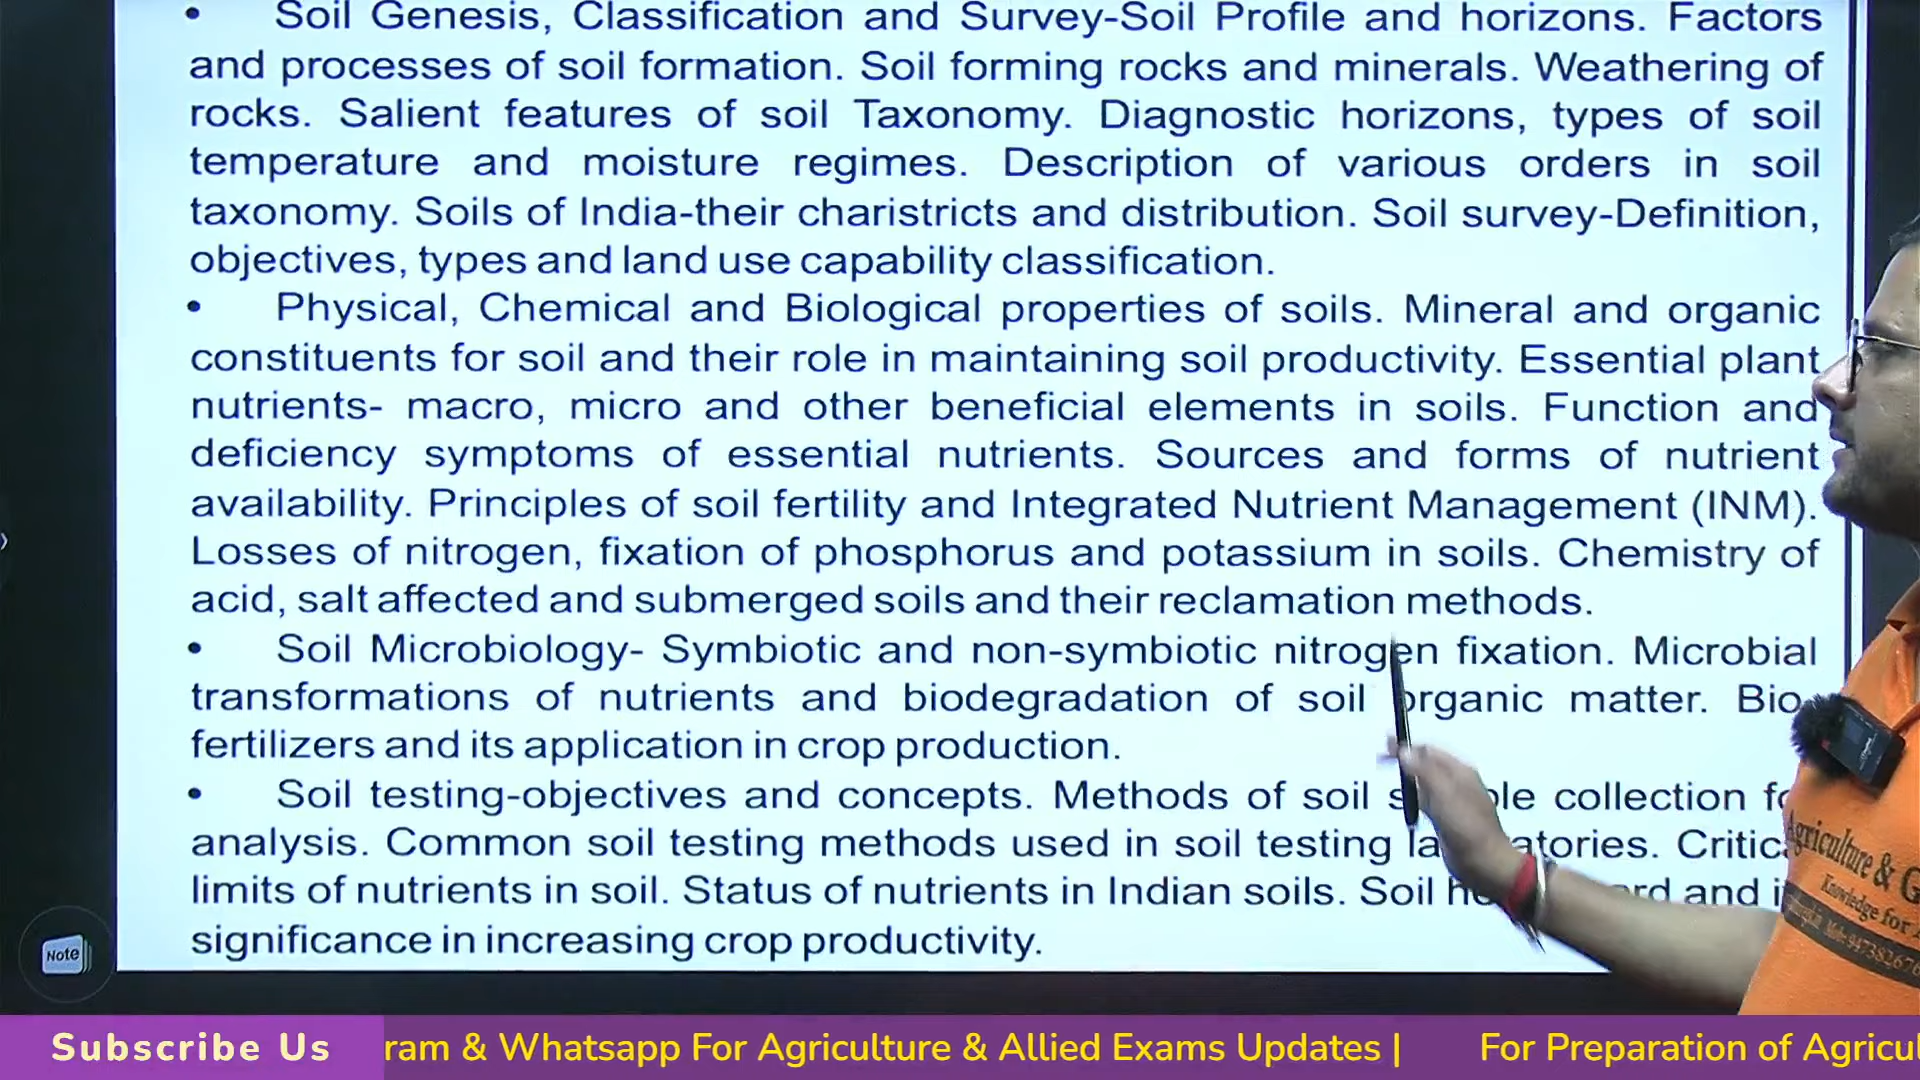 • Soil Genesis, Classification and Survey-Soil Profile and horizons. Factors
and processes of soil formation. Soil forming rocks and minerals. Weathering of
rocks. Salient features of soil Taxonomy. Diagnostic horizons, types of soil
temperature and moisture regimes. Description of various orders in soil
taxonomy. Soils of India-their charistricts and distribution. Soil survey-Definition,
objectives, types and land use capability classification.
• Physical, Chemical and Biological properties of soils. Mineral and organic
constituents for soil and their role in maintaining soil productivity. Essential plant
nutrients- macro, micro and other beneficial elements in soils. Function and
deficiency symptoms of essential nutrients. Sources and forms of nutrient
availability. Principles of soil fertility and Integrated Nutrient Management (INM).
Losses of nitrogen, fixation of phosphorus and potassium in soils. Chemistry of
acid, salt affected and submerged soils and their reclamation methods.
• Soil Microbiology- Symbiotic and non-symbiotic nitrogen fixation. Microbial
transformations of nutrients and biodegradation of soil organic matter. Bio
fertilizers and its application in crop production.
• Soil testing-objectives and concepts. Methods of soil collection
analysis. Common soil testing methods used in soil testing
limits of nutrients in soil. Status of nutrients in Indian soils. Soil and
significance in increasing crop productivity.
Agriculture & G
Knowledge for
Note
Subscribe Us
ram & Whatsapp For Agriculture & Allied Exams Updates | For Preparation of Agricul